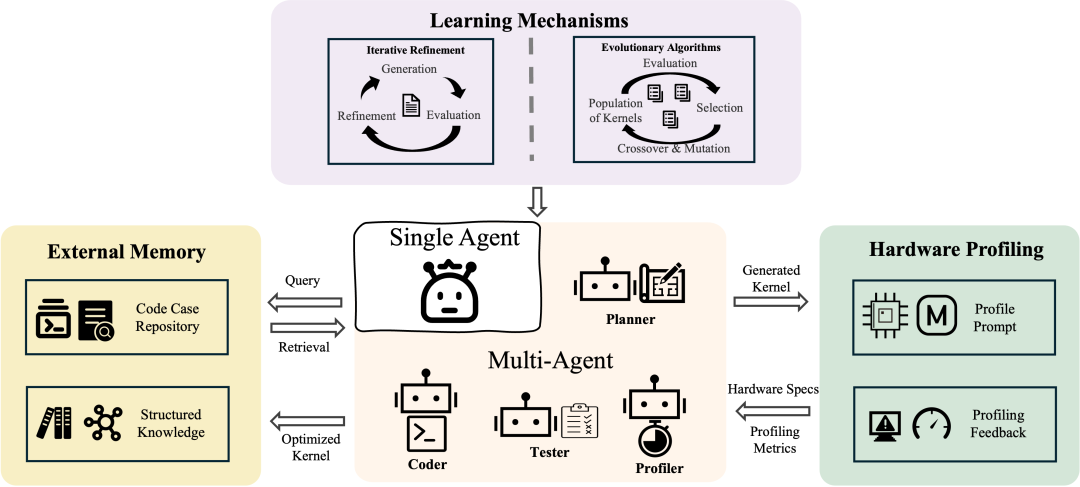 Learning Mechanisms
Iterative Refinement
Generation
Refinement
Evaluation
Evolutionary Algorithms
Evaluation
Population
of Kernels
Selection
Crossover & Mutation
External Memory
Code Case
Repository
Structured
Knowledge
Query
Retrieval
Optimized
Kernel
Single Agent
Planner
Multi-Agent
Coder
Tester
Profiler
Generated
Kernel
Hardware Specs
Profiling
Metrics
Hardware Profiling
M
Profile
Prompt
Profiling
Feedback